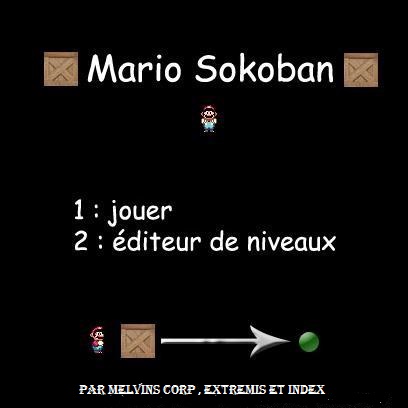 Mario Sokoban
1 : jouer
2 : éditeur de niveaux
PAR MELVINS CORP , EXTREMIS ET INDEX